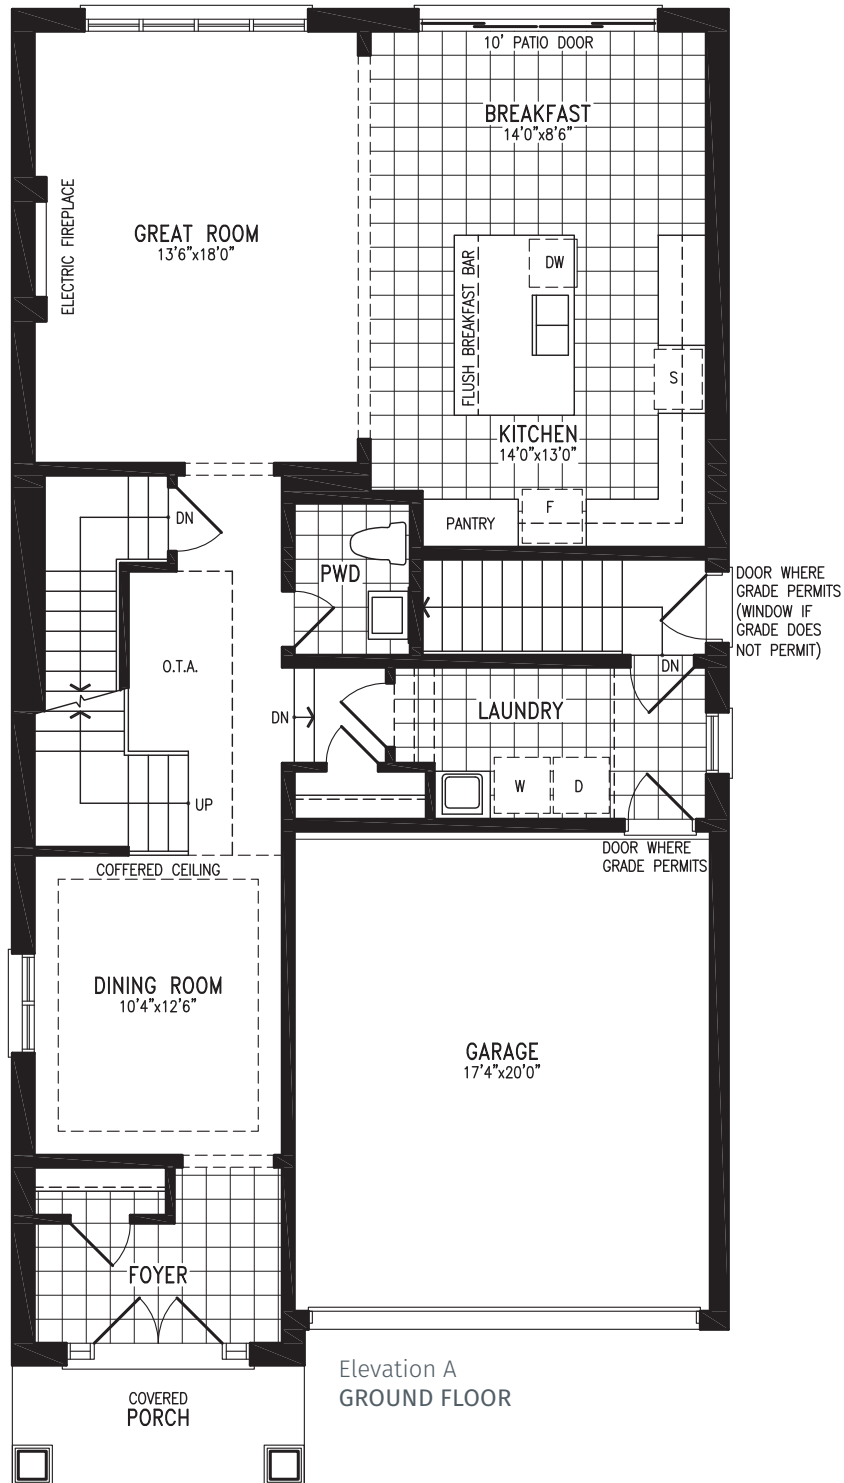 10' PATIO DOOR
BREAKFAST
14'0"x8'6"
ELECTRIC FIREPLACE
GREAT ROOM
13'6"x18'0"
FLUSH BREAKFAST BAR
DW
S
KITCHEN
14'0"x13'0"
F
PANTRY
DN
PWD
DOOR WHERE
GRADE PERMITS
(WINDOW IF
GRADE DOES
NOT PERMIT)
O.T.A.
DN
DN
LAUNDRY
W
D
UP
DOOR WHERE
GRADE PERMITS
COFFERED CEILING
DINING ROOM
10'4"x12'6"
GARAGE
17'4"x20'0"
FOYER
Elevation A
GROUND FLOOR
COVERED
PORCH